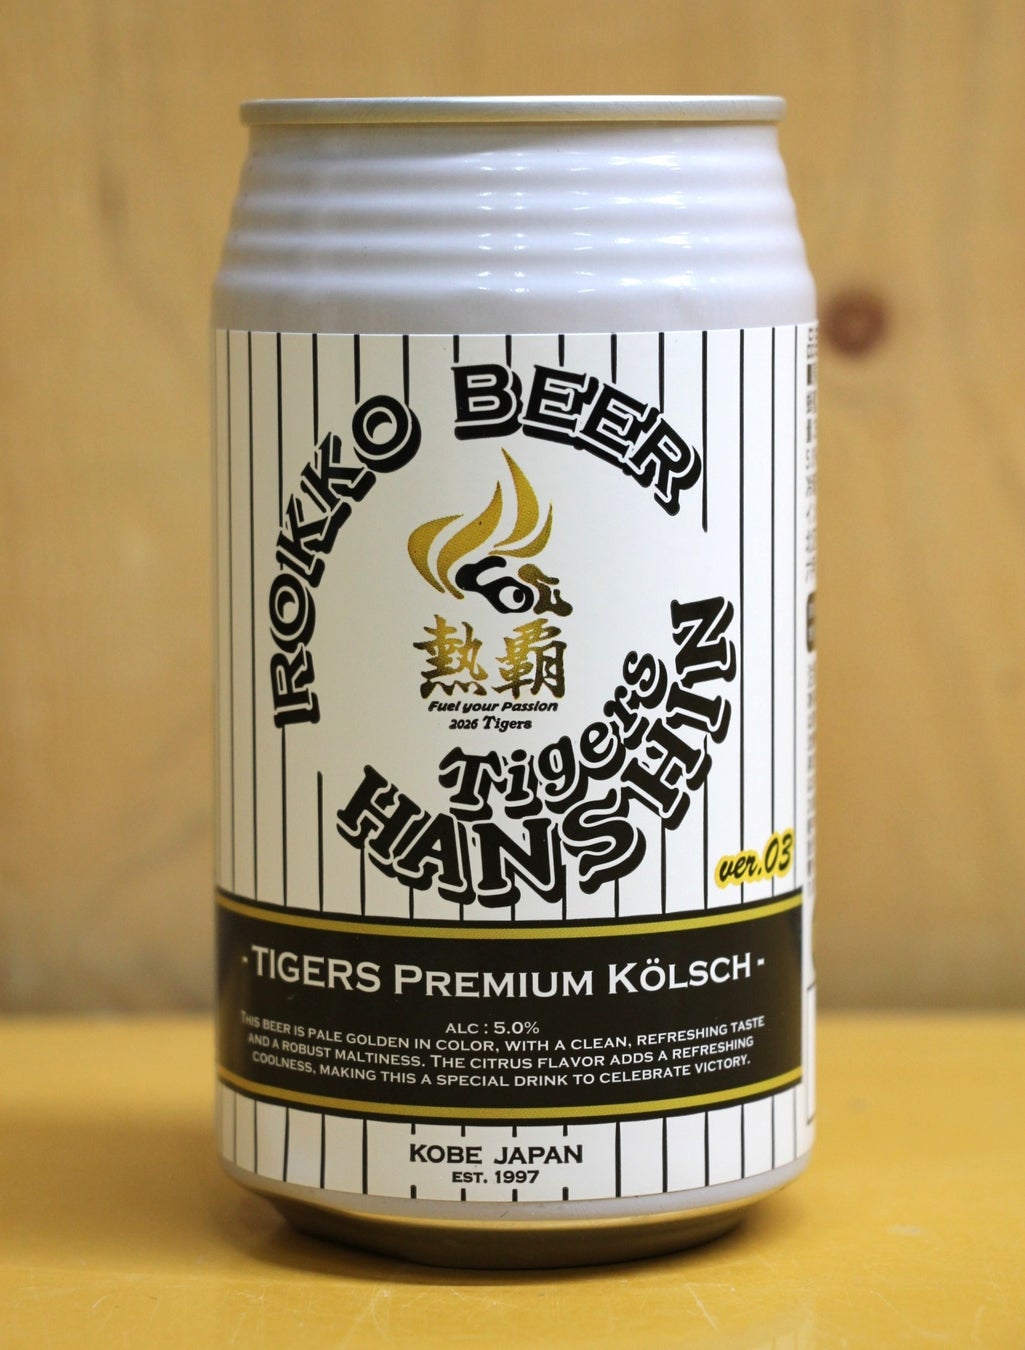 ROKKO BEER
熱覇
Fuel your Passion
2026 Tigers
Tigers
HANSHIN
ver.03
- TIGERS PREMIUM KÖLSCH -
ALC : 5.0%
THIS BEER IS PALE GOLDEN IN COLOR, WITH A CLEAN, REFRESHING TASTE
AND A ROBUST MALTINESS. THE CITRUS FLAVOR ADDS A REFRESHING
COOLNESS, MAKING THIS A SPECIAL DRINK TO CELEBRATE VICTORY.
KOBE JAPAN
EST. 1997